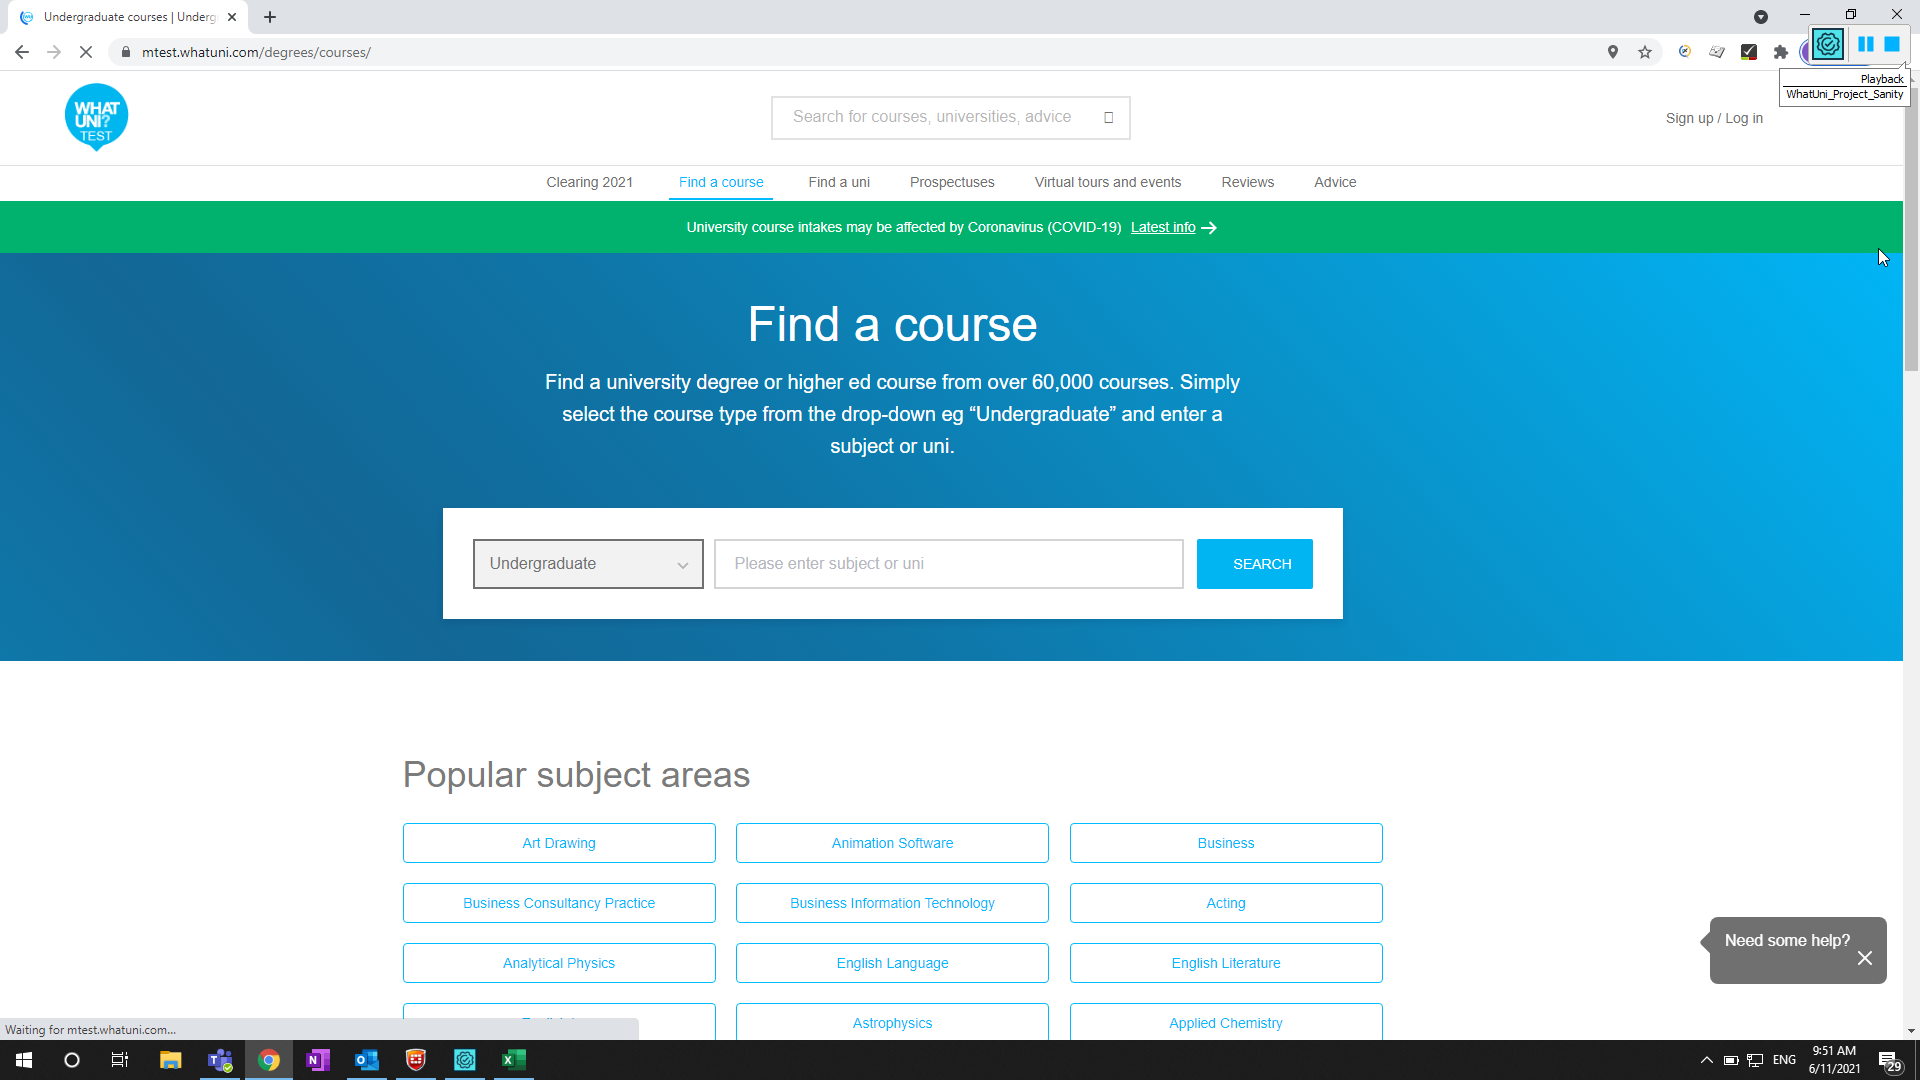 Undergraduate courses | Underg
mtest.whatuni.com/degrees/courses/
Playback
WhatUni_Project_Sanity
WHAT
UNI?
TEST
Search for courses, universities, advice
Sign up / Log in
Clearing 2021
Find a course
Find a uni
Prospectuses
Virtual tours and events
Reviews
Advice
University course intakes may be affected by Coronavirus (COVID-19) Latest info
Find a course
Find a university degree or higher ed course from over 60,000 courses. Simply
select the course type from the drop-down eg “Undergraduate” and enter a
subject or uni.
Undergraduate
Please enter subject or uni
SEARCH
Popular subject areas
Art Drawing
Animation Software
Business
Business Consultancy Practice
Business Information Technology
Acting
Analytical Physics
English Language
English Literature
Need some help?
Astrophysics
Applied Chemistry
Waiting for mtest.whatuni.com...
ENG
9:51 AM
6/11/2021
29